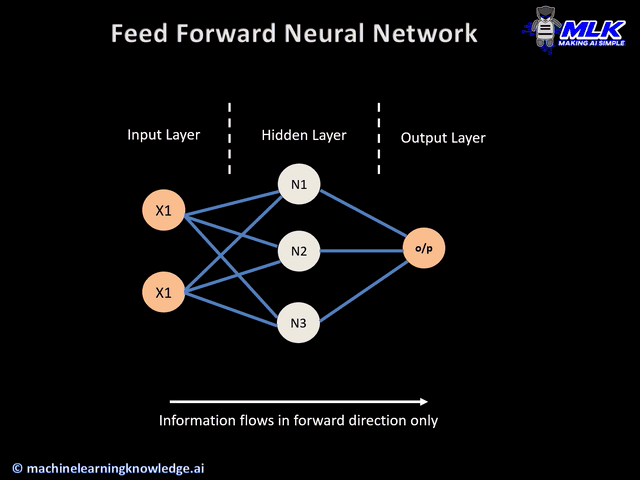 Feed Forward Neural Network
MLK
MAKING AI SIMPLE
Input Layer
Hidden Layer
Output Layer
X1
X1
N1
N2
N3
o/p
Information flows in forward direction only
© machinelearningknowledge.ai